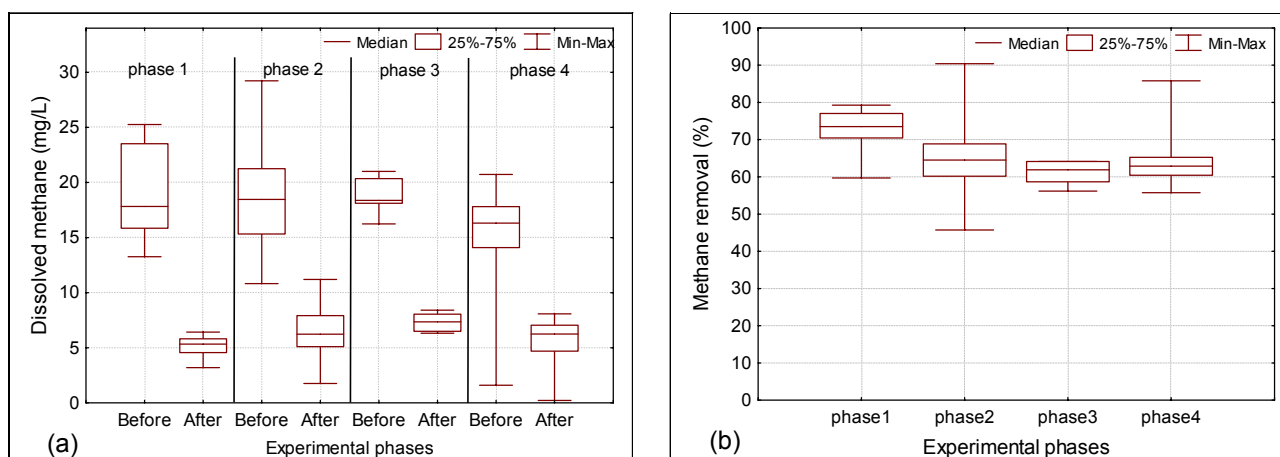 Median 25%-75% Min-Max
phase 1 phase 2 phase 3 phase 4
Dissolved methane (mg/L)
30
25
20
15
10
5
0
Before After Before After Before After Before After
Experimental phases
(a)
Median 25%-75% Min-Max
Methane removal (%)
100
90
80
70
60
50
40
30
20
10
0
phase1 phase2 phase3 phase4
Experimental phases
(b)